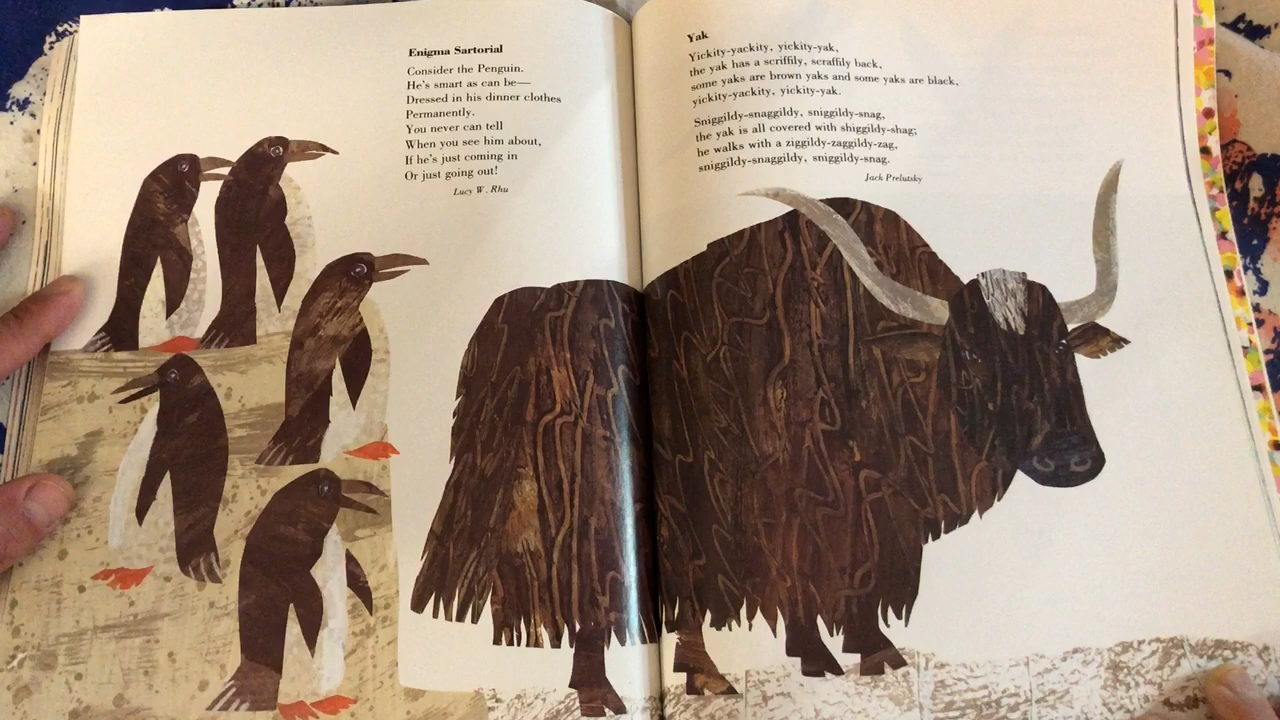 Enigma Sartorial
Consider the Penguin.
He's smart as can be—
Dressed in his dinner clothes
Permanently.
You never can tell
When you see him about,
If he's just coming in
Or just going out!
Lucy W. Rhu
Yak
Yickity-yackity, yickity-yak,
the yak has a scriffily, scraffily back,
some yaks are brown yaks and some yaks are black,
yickity-yackity, yickity-yak.
Sniggildy-snaggildy, sniggildy-snag,
the yak is all covered with shiggildy-shag;
he walks with a ziggildy-zaggildy-zag,
sniggildy-snaggildy, sniggildy-snag.
Jack Prelutsky